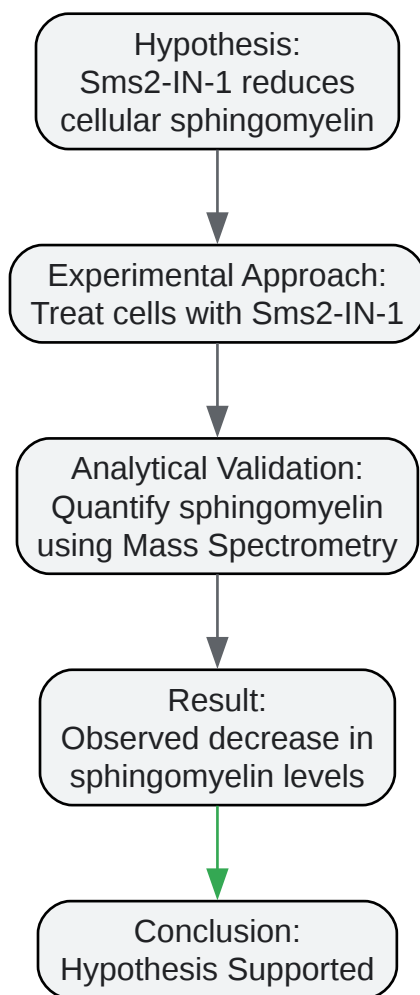 Hypothesis:
Sms2-IN-1 reduces
cellular sphingomyelin
Experimental Approach:
Treat cells with Sms2-IN-1
Analytical Validation:
Quantify sphingomyelin
using Mass Spectrometry
Result:
Observed decrease in
sphingomyelin levels
Conclusion:
Hypothesis Supported